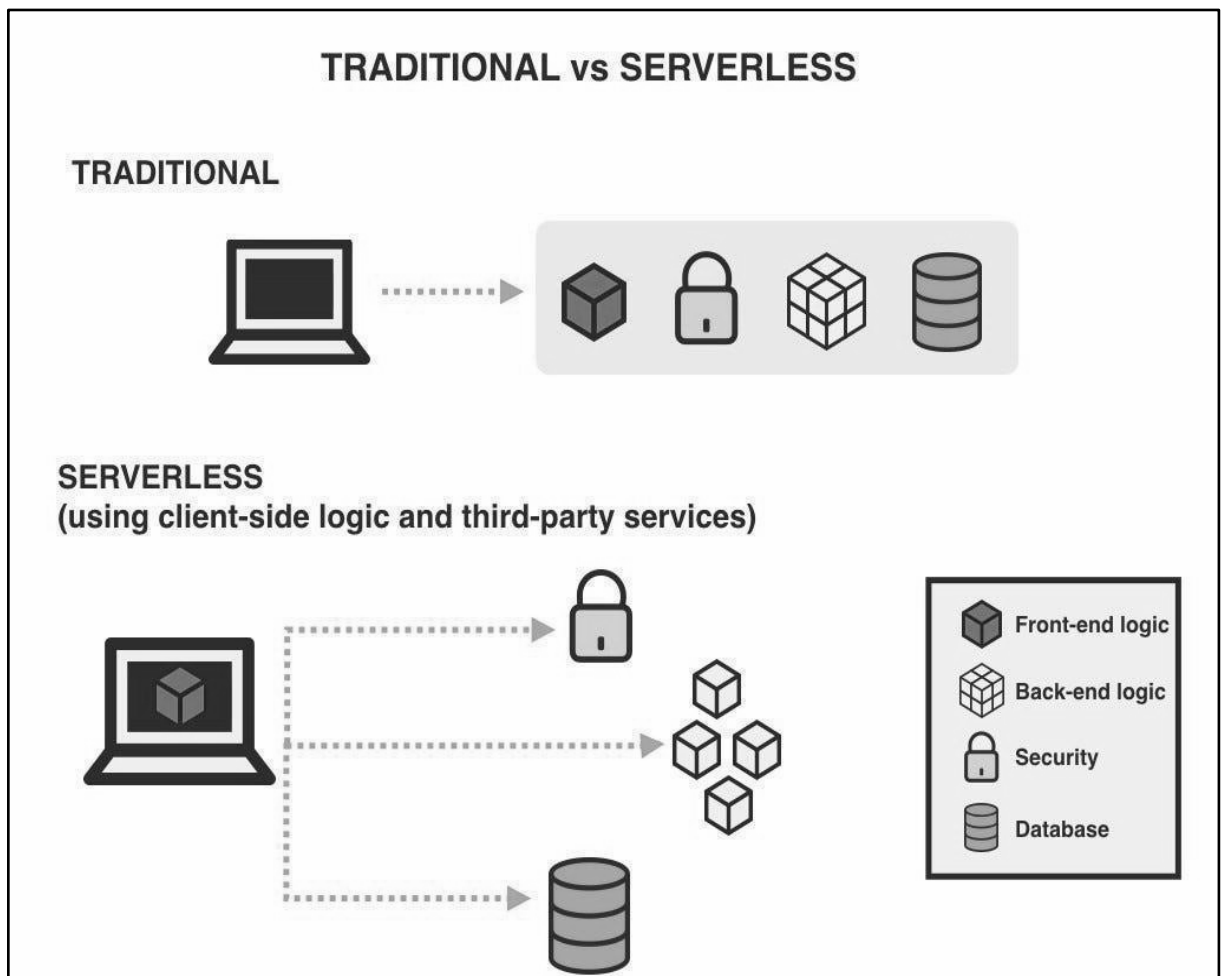 TRADITIONAL vs SERVERLESS
TRADITIONAL
SERVERLESS
(using client-side logic and third-party services)
Front-end logic
Back-end logic
Security
Database